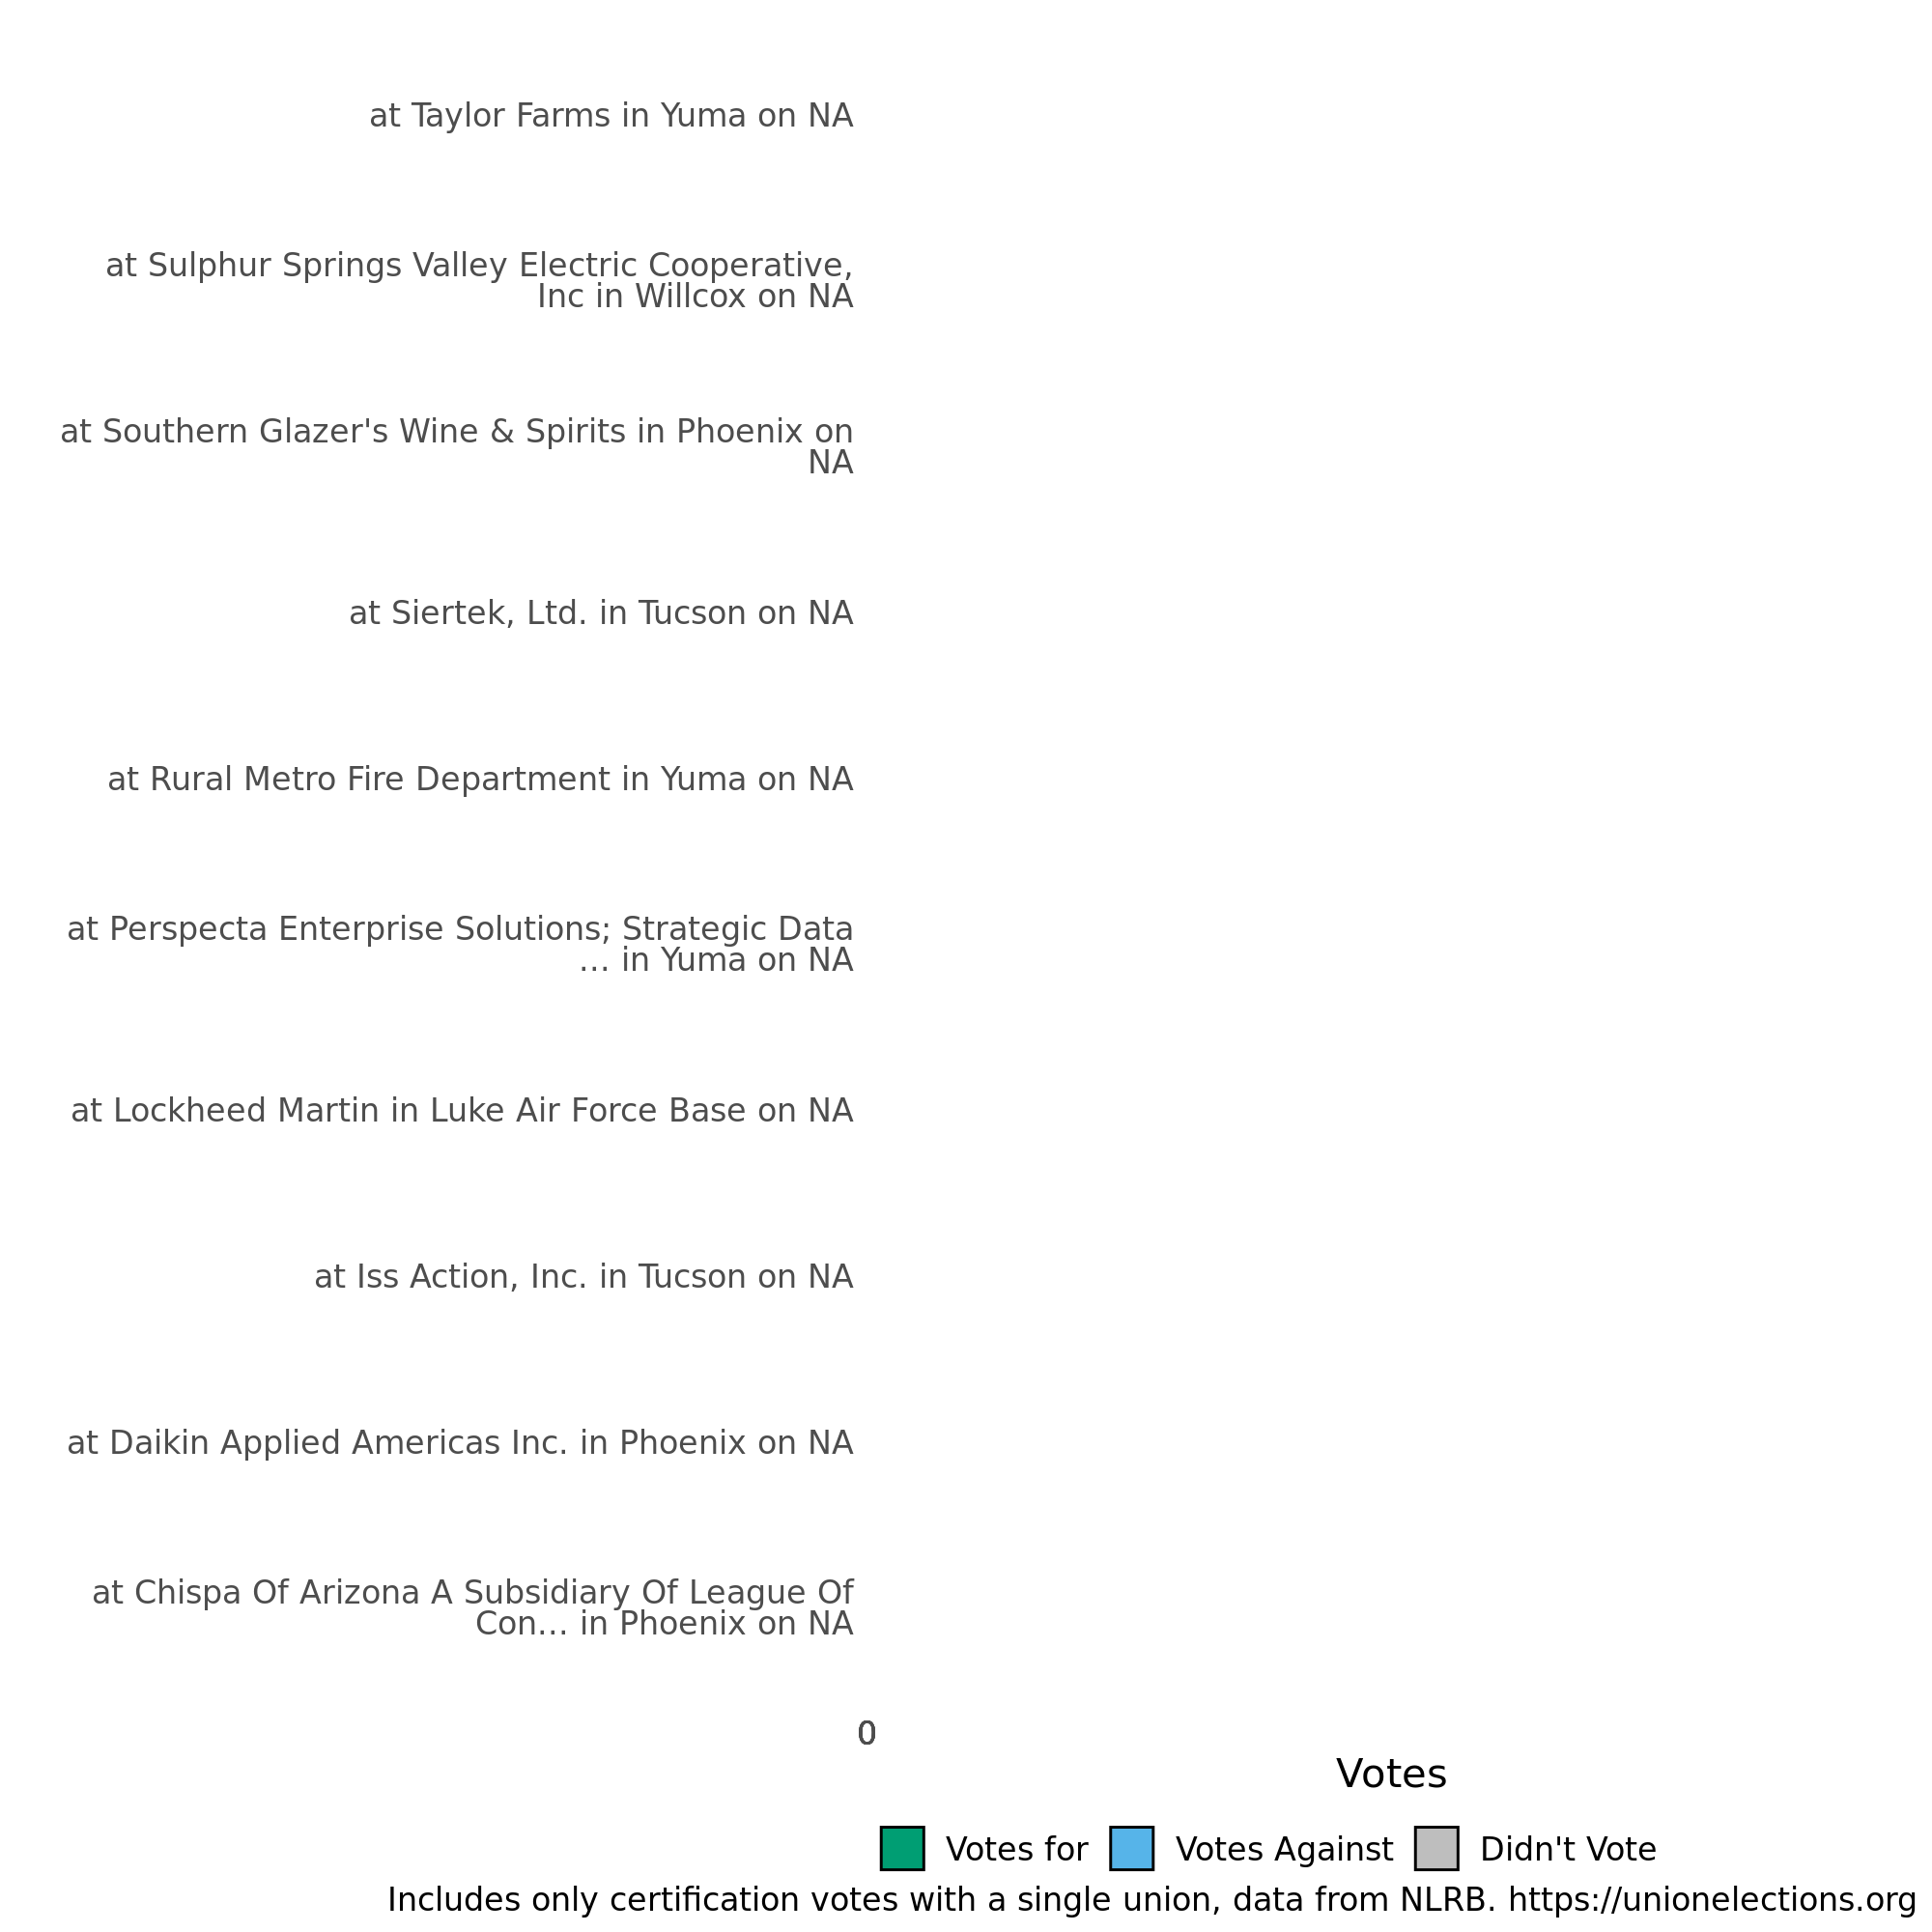 at Taylor Farms in Yuma on NA
at Sulphur Springs Valley Electric Cooperative,
Inc in Willcox on NA
at Southern Glazer's Wine & Spirits in Phoenix on
NA
at Siertek, Ltd. in Tucson on NA
at Rural Metro Fire Department in Yuma on NA
at Perspecta Enterprise Solutions; Strategic Data
... in Yuma on NA
at Lockheed Martin in Luke Air Force Base on NA
at Iss Action, Inc. in Tucson on NA
at Daikin Applied Americas Inc. in Phoenix on NA
at Chispa Of Arizona A Subsidiary Of League Of
Con... in Phoenix on NA
0
Votes
Votes for Votes Against Didn't Vote
Includes only certification votes with a single union, data from NLRB. https://unionelections.org